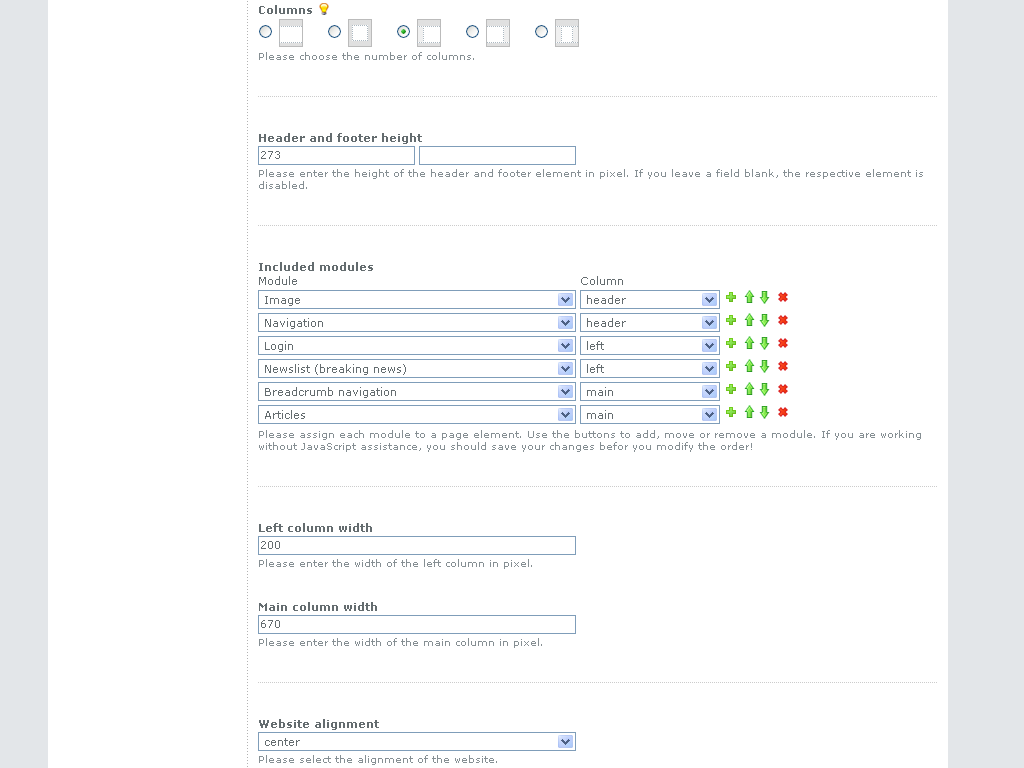 Columns
Please choose the number of columns.
Header and footer height
273
Please enter the height of the header and footer element in pixel. If you leave a field blank, the respective element is
disabled.
Included modules
Module Column
Image header
Navigation header
Login left
Newslist (breaking news) left
Breadcrumb navigation main
Articles main
Please assign each module to a page element. Use the buttons to add, move or remove a module. If you are working
without JavaScript assistance, you should save your changes befor you modify the order!
Left column width
200
Please enter the width of the left column in pixel.
Main column width
670
Please enter the width of the main column in pixel.
Website alignment
center
Please select the alignment of the website.